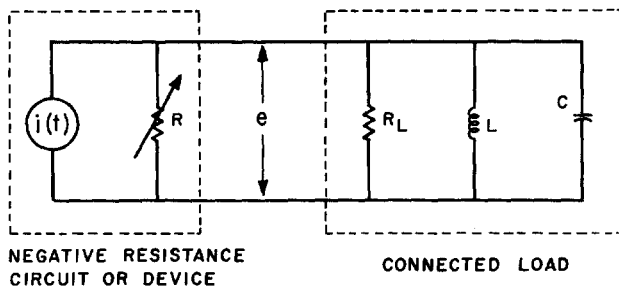 i(t)
R
e
R_L
L
C
NEGATIVE RESISTANCE
CIRCUIT OR DEVICE
CONNECTED LOAD